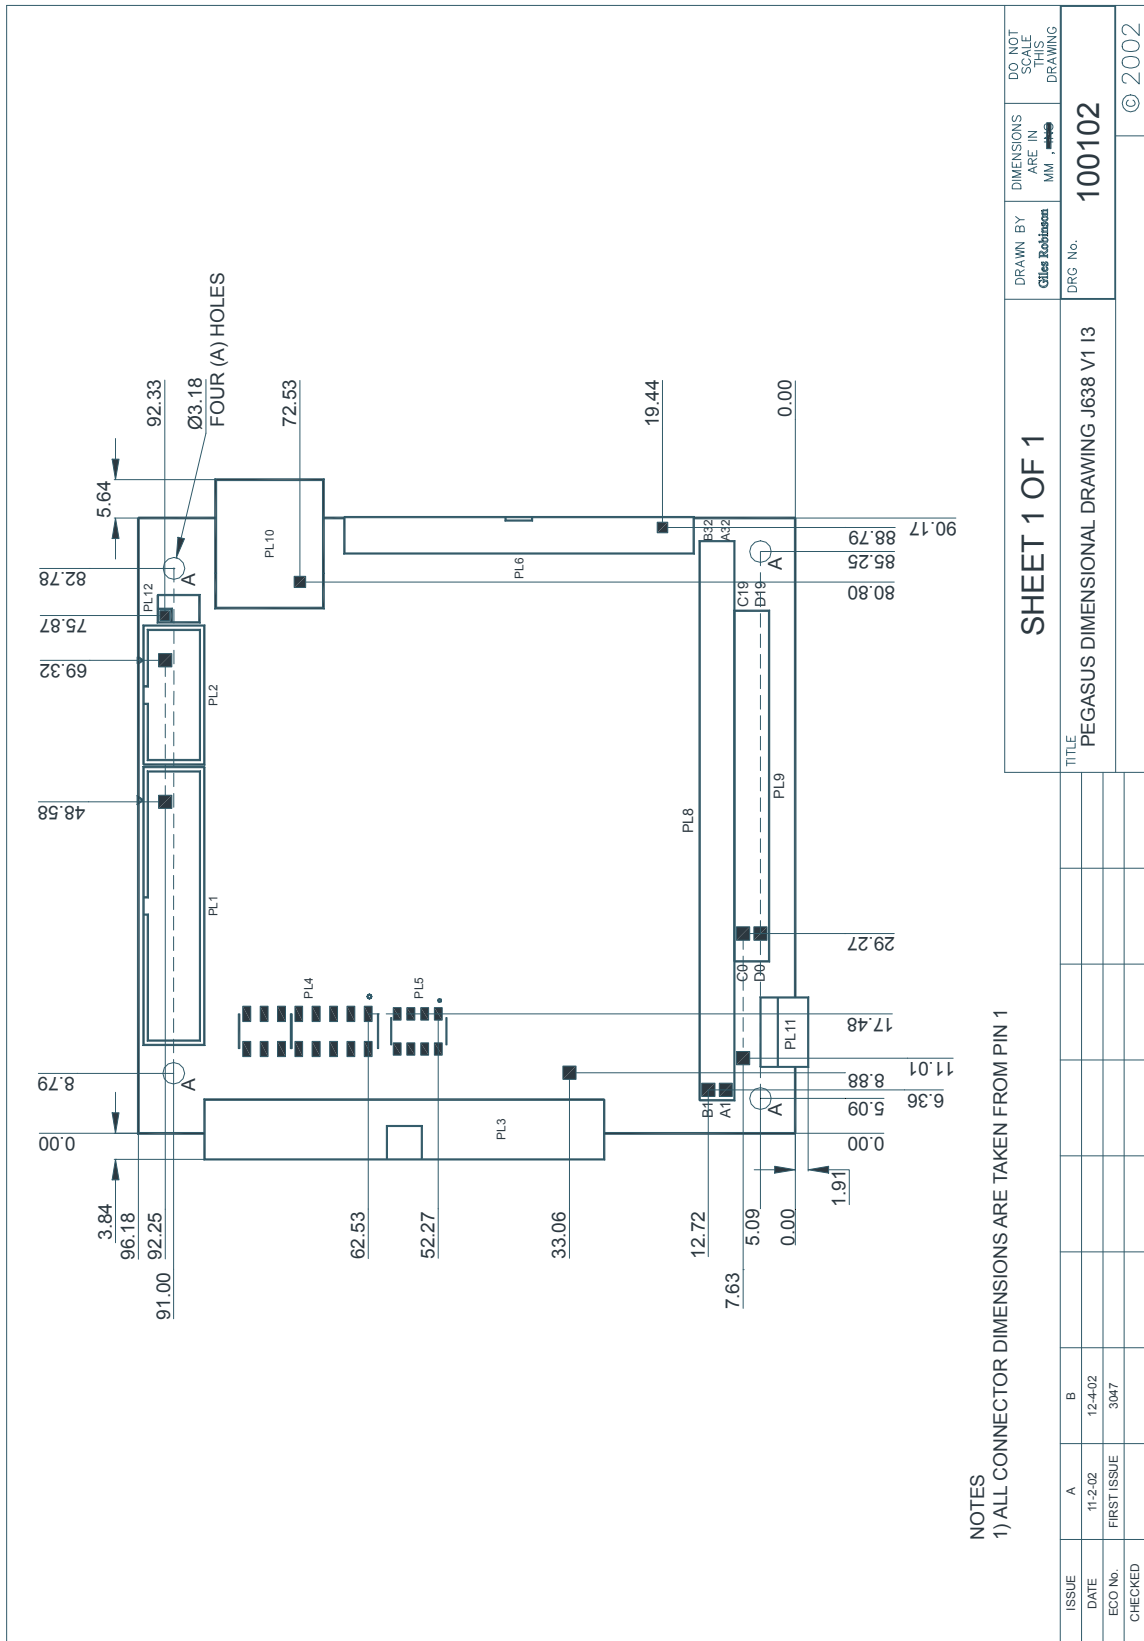 5.64
82.78
75.87
69.32
48.58
8.79
0.00
3.84
96.18
92.25
91.00
92.33
Ø3.18
FOUR (A) HOLES
72.53
19.44
0.00
PL12
A
PL10
PL2
PL1
A
PL4
PL5
PL6
PL3
B32
A32
C19
D19
A
PL8
PL9
C0
D0
PL11
B1
A1
A
90.17
88.79
85.25
80.80
29.27
17.48
11.01
8.88
6.36
5.09
0.00
62.53
52.27
33.06
12.72
7.63
5.09
0.00
1.91
NOTES
1) ALL CONNECTOR DIMENSIONS ARE TAKEN FROM PIN 1
SHEET 1 OF 1
DRAWN BY
Giles Robinson
DIMENSIONS
ARE IN
MM ,
DO NOT
SCALE
THIS
DRAWING
TITLE
PEGASUS DIMENSIONAL DRAWING J638 V1 I3
DRG No.
100102
© 2002
ISSUE A B
DATE 11-2-02 12-4-02
ECO No. FIRST ISSUE 3047
CHECKED